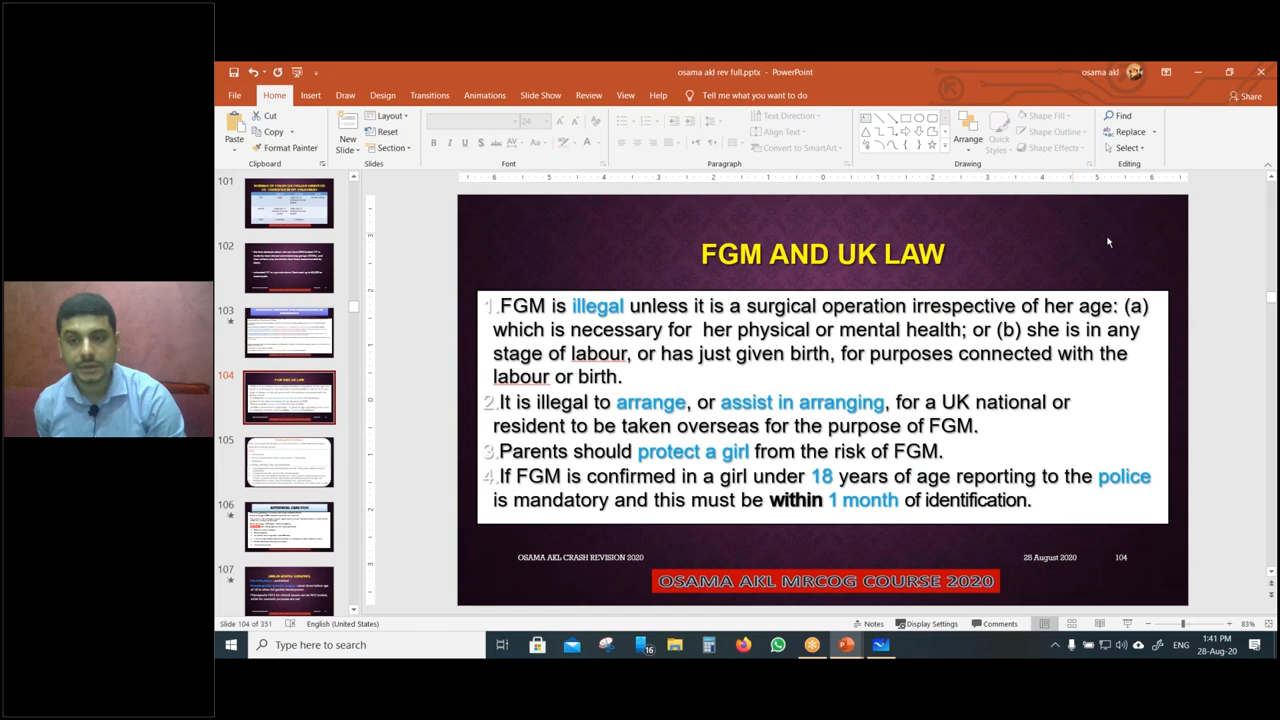 osama akl rev full.pptx - PowerPoint
osama akl
File Home Insert Draw Design Transitions Animations Slide Show Review View Help Tell me what you want to do
Share
Paste
Cut
Copy
Format Painter
Clipboard
New Slide
Layout
Reset
Section
Slides
24
Font
Paragraph
Text Direction
Align Text
Convert to SmartArt
Arrange
Quick Styles
Shape Fill
Shape Outline
Shape Effects
Drawing
Find
Replace
Select
Editing
101
102
103
104
105
106
107
FGM AND UK LAW
1. FGM is illegal unless it is a surgical operation irrespective of her age: (a)
which is necessary for her physisal or mental health; or (b) she is in any
stage of labour, or has just given birth, for purposes connected with the
labour or birth.
2. It is illegal to arrange, or assist in arranging, for a UK national or
resident to be taken overseas for the purpose of FGM.
3. Parents should protect a girl from the risk of FGM.
4. If FGM is confirmed in a girl under 18 years of age reporting to the police
is mandatory and this must be within 1 month of identification.
OSAMA AKL CRASH REVISION 2020 28 August 2020 104
OSAMA AKL MRCOG COURSE 2020
Slide 104 of 351 English (United States) Notes Display Settings Comments 83%
Type here to search
16
ENG
1:41 PM
28-Aug-20